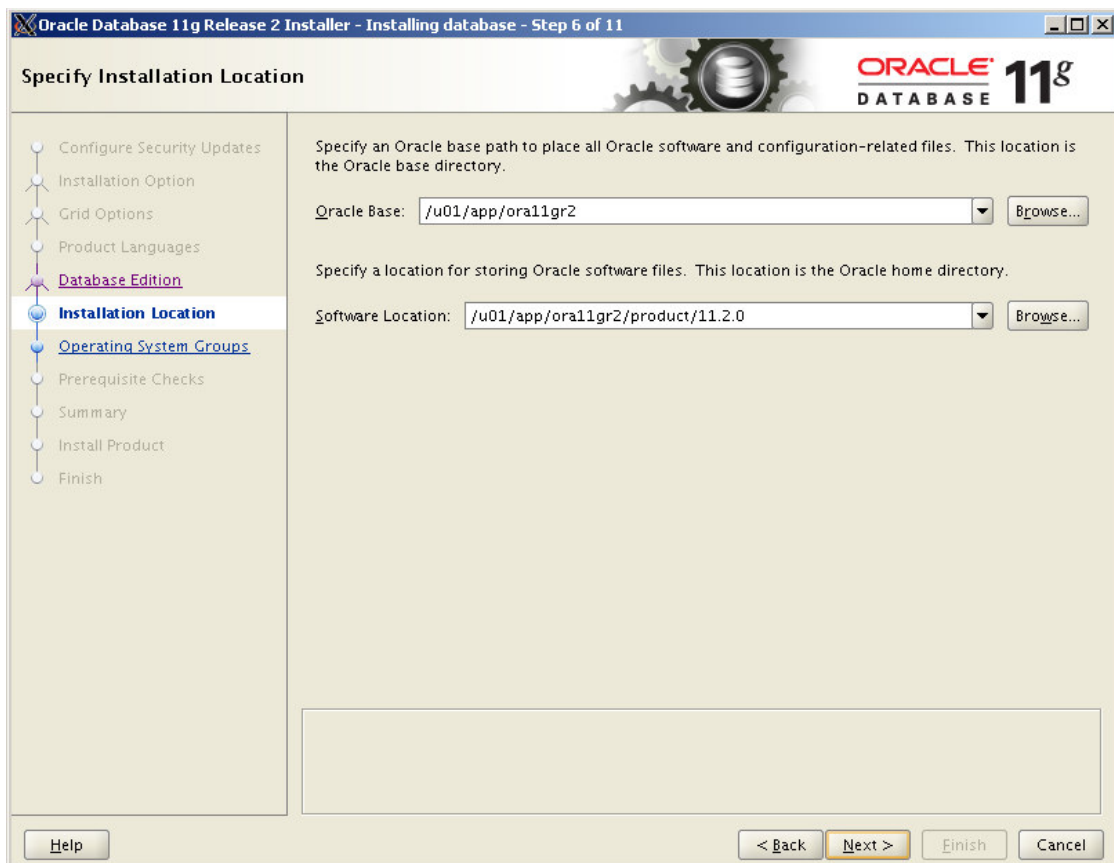 Oracle Database 11g Release 2 Installer - Installing database - Step 6 of 11
Specify Installation Location
ORACLE
DATABASE
11g
Configure Security Updates
Installation Option
Grid Options
Product Languages
Database Edition
Installation Location
Operating System Groups
Prerequisite Checks
Summary
Install Product
Finish
Specify an Oracle base path to place all Oracle software and configuration-related files. This location is
the Oracle base directory.
Oracle Base: /u01/app/ora11gr2 Browse...
Specify a location for storing Oracle software files. This location is the Oracle home directory.
Software Location: /u01/app/ora11gr2/product/11.2.0 Browse...
Help < Back Next > Finish Cancel